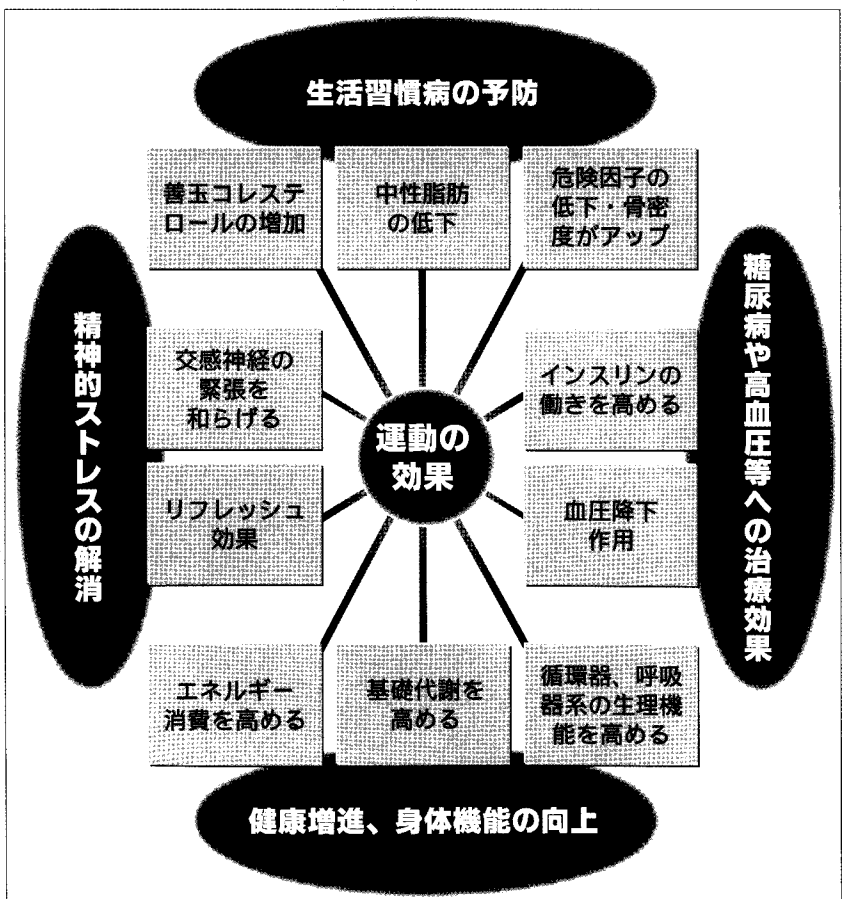 生活習慣病の予防
善玉コレステ
ロールの増加
中性脂肪
の低下
危険因子の
低下・骨密
度がアップ
精神的ストレスの解消
交感神経の
緊張を
和らげる
リフレッシュ
効果
運動の
効果
インスリンの
働きを高める
血圧降下
作用
糖尿病や高血圧等への治療効果
エネルギー
消費を高める
基礎代謝を
高める
循環器、呼吸
器系の生理機
能を高める
健康増進、身体機能の向上